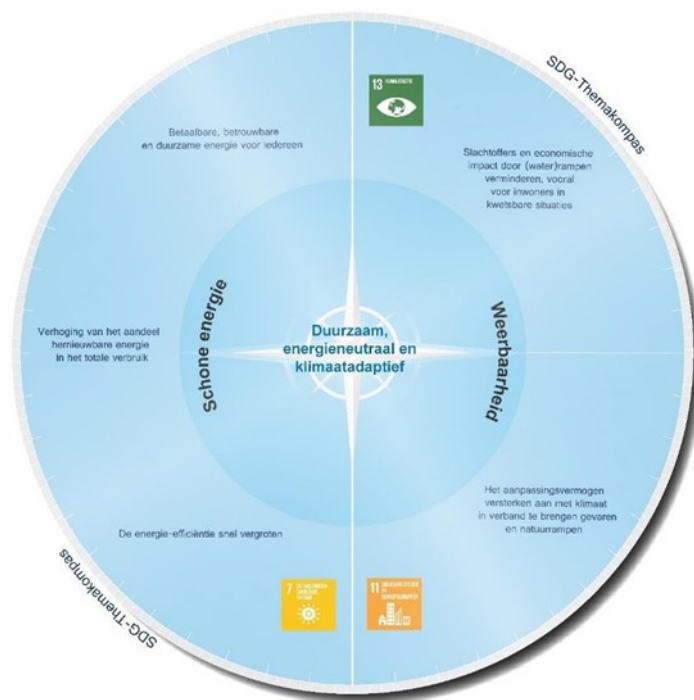 SDG-Themakompas
13 KLIMAATACTIE
Betaalbare, betrouwbare
en duurzame energie voor iedereen
Slachtoffers en economische
impact door (water)rampen
verminderen, vooral
voor inwoners in
kwetsbare situaties
Schone energie
Duurzaam,
energieneutraal en
klimaatadaptief
Weerbaarheid
Verhoging van het aandeel
hernieuwbare energie
in het totale verbruik
Het aanpassingsvermogen
versterken aan met klimaat
in verband te brengen gevaren
en natuurrampen
De energie-efficiëntie snel vergroten
7
11
SDG-Themakompas